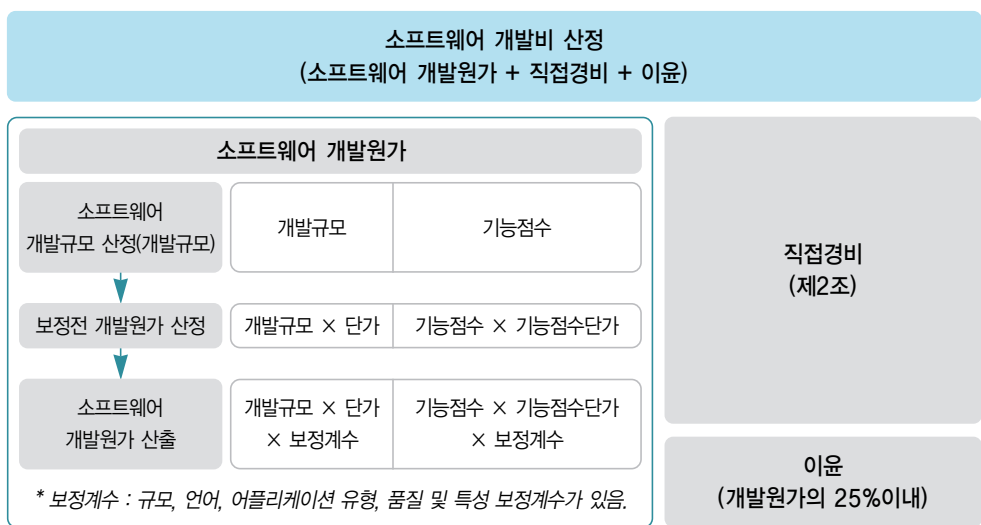 소프트웨어 개발비 산정
(소프트웨어 개발원가 + 직접경비 + 이윤)
소프트웨어 개발원가
소프트웨어
개발규모 산정(개발규모)
개발규모
기능점수
보정전 개발원가 산정
개발규모 × 단가
기능점수 × 기능점수단가
소프트웨어
개발원가 산출
개발규모 × 단가
× 보정계수
기능점수 × 기능점수단가
× 보정계수
* 보정계수 : 규모, 언어, 어플리케이션 유형, 품질 및 특성 보정계수가 있음.
직접경비
(제2조)
이윤
(개발원가의 25%이내)